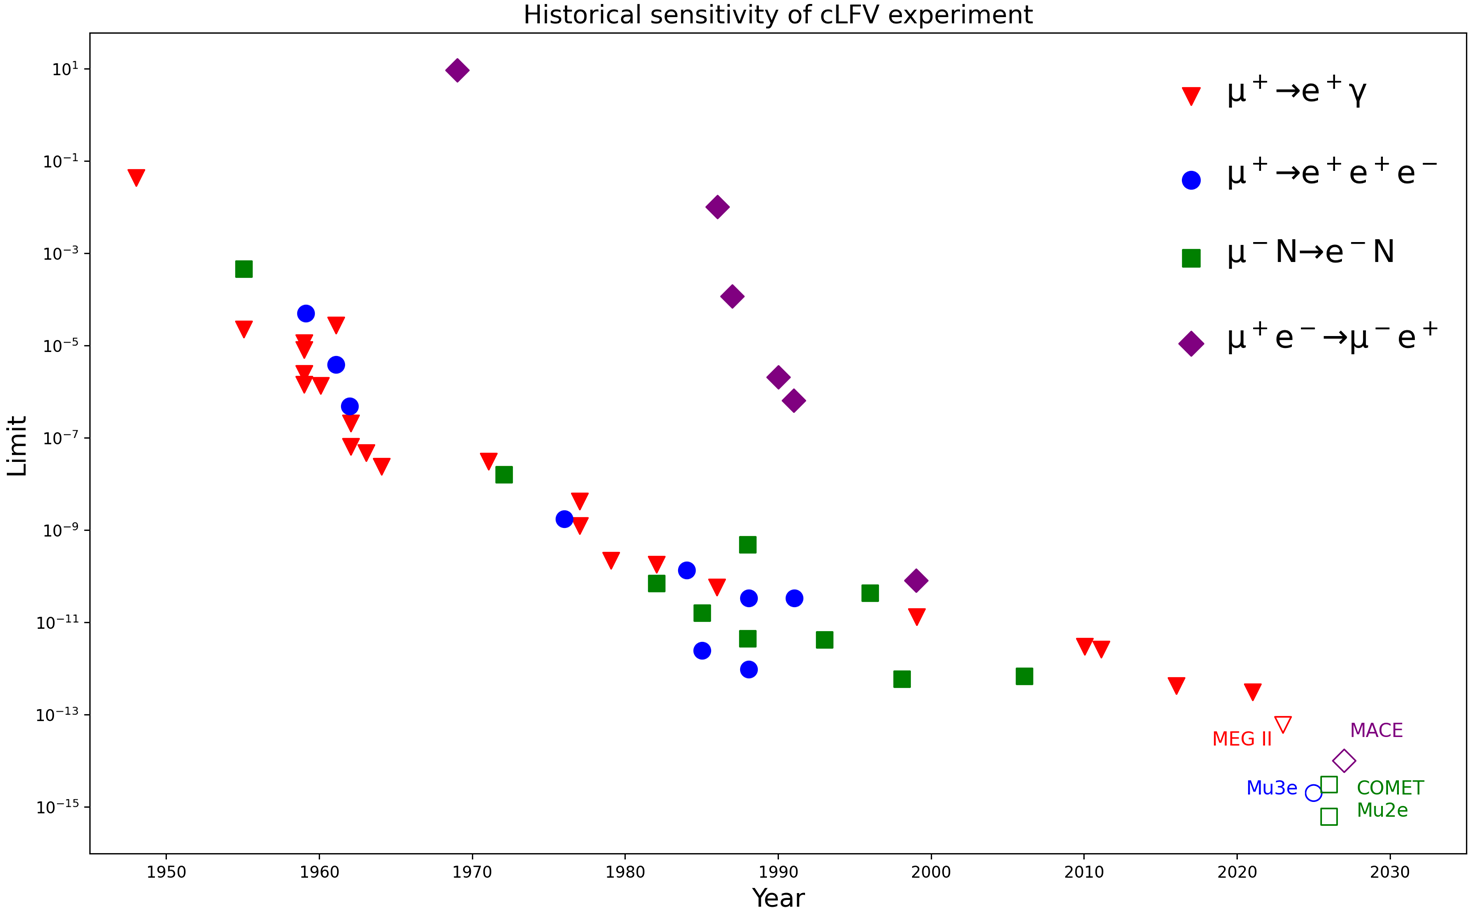 Historical sensitivity of cLFV experiment
10¹
10⁻¹
10⁻³
10⁻⁵
10⁻⁷
10⁻⁹
10⁻¹¹
10⁻¹³
10⁻¹⁵
Limit
μ⁺→e⁺γ
μ⁺→e⁺e⁺e⁻
μ⁻N→e⁻N
μ⁺e⁻→μ⁻e⁺
MEG II
MACE
Mu3e
COMET
Mu2e
1950 1960 1970 1980 1990 2000 2010 2020 2030
Year